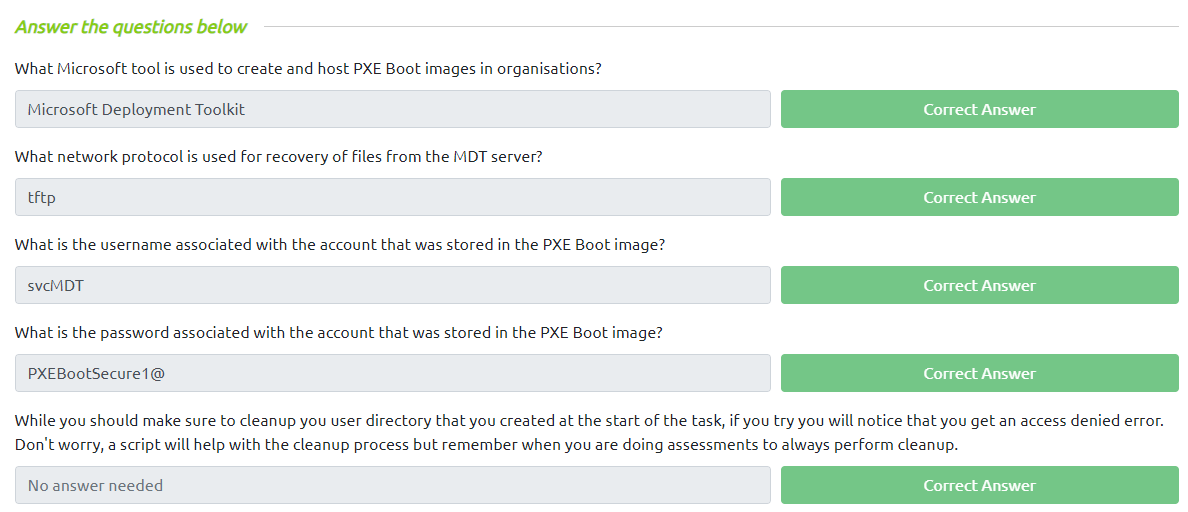 Answer the questions below
What Microsoft tool is used to create and host PXE Boot images in organisations?
Microsoft Deployment Toolkit
Correct Answer
What network protocol is used for recovery of files from the MDT server?
tftp
Correct Answer
What is the username associated with the account that was stored in the PXE Boot image?
svcMDT
Correct Answer
What is the password associated with the account that was stored in the PXE Boot image?
PXEBootSecure1@
Correct Answer
While you should make sure to cleanup you user directory that you created at the start of the task, if you try you will notice that you get an access denied error.
Don't worry, a script will help with the cleanup process but remember when you are doing assessments to always perform cleanup.
No answer needed
Correct Answer